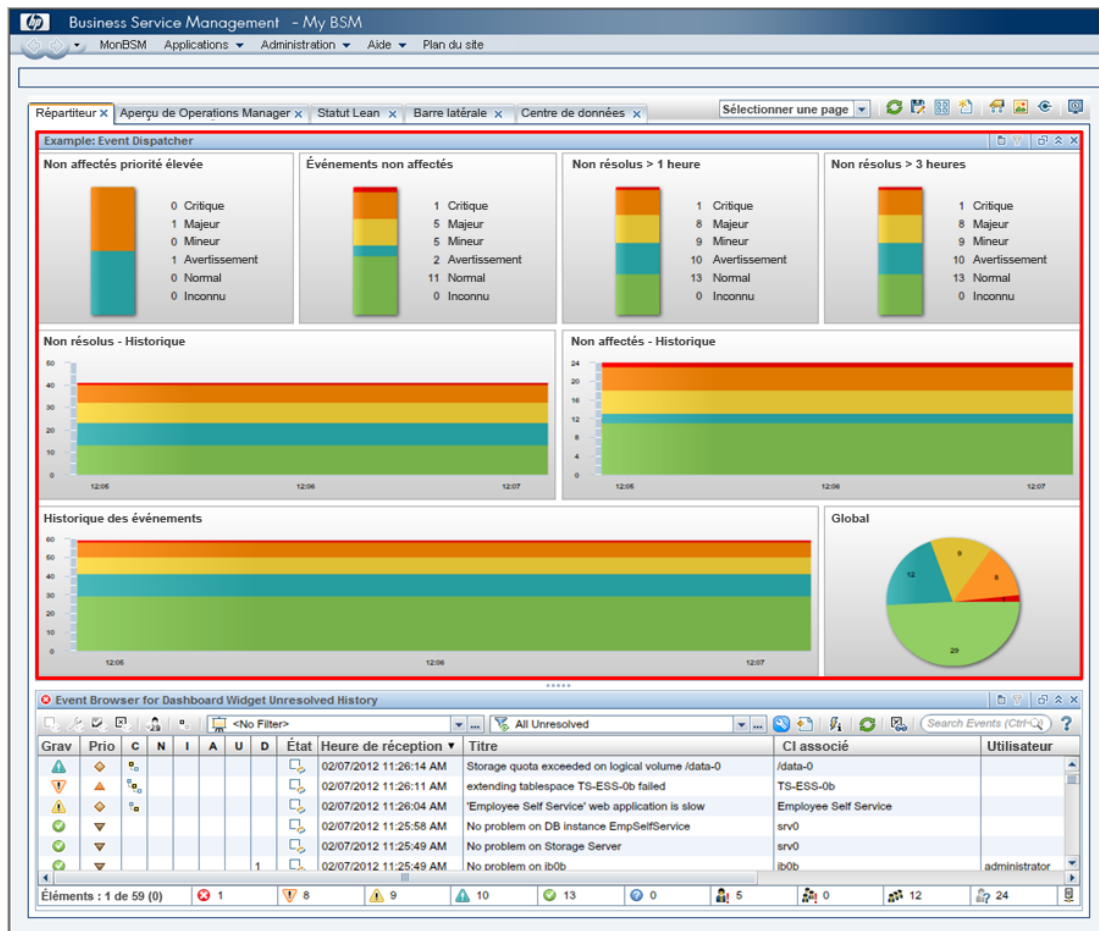 hp Business Service Management - My BSM
MonBSM Applications Administration Aide Plan du site
Répartiteur Aperçu de Operations Manager Statut Lean Barre latérale Centre de données Sélectionner une page
Example: Event Dispatcher
Non affectés priorité élevée
0 Critique
1 Majeur
0 Mineur
1 Avertissement
0 Normal
0 Inconnu
Événements non affectés
1 Critique
5 Majeur
5 Mineur
2 Avertissement
11 Normal
0 Inconnu
Non résolus > 1 heure
1 Critique
8 Majeur
9 Mineur
10 Avertissement
13 Normal
0 Inconnu
Non résolus > 3 heures
1 Critique
8 Majeur
9 Mineur
10 Avertissement
13 Normal
0 Inconnu
Non résolus - Historique
50
40
30
20
10
0
12:05 12:06 12:07
Non affectés - Historique
24
20
16
12
8
4
0
12:05 12:06 12:07
Historique des événements
60
50
40
30
20
10
0
12:05 12:06 12:07
Global
9
12
8
1
29
Event Browser for Dashboard Widget Unresolved History
<No Filter> ... All Unresolved ... Search Events (Ctrl+
Grav Prio C N I A U D État Heure de réception Titre CI associé Utilisateur
02/07/2012 11:26:14 AM Storage quota exceeded on logical volume /data-0 /data-0
02/07/2012 11:26:11 AM extending tablespace TS-ESS-0b failed TS-ESS-0b
02/07/2012 11:26:04 AM 'Employee Self Service' web application is slow Employee Self Service
02/07/2012 11:25:58 AM No problem on DB instance EmpSelfService srv0
02/07/2012 11:25:49 AM No problem on Storage Server srv0
1 02/07/2012 11:25:49 AM No problem on ib0b ib0b administrator
Éléments : 1 de 59 (0) 1 8 9 10 13 0 5 0 12 24